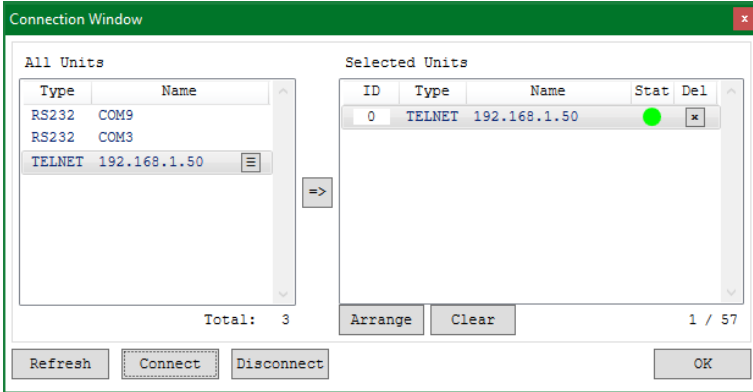 Connection Window
x
All Units
Selected Units
Type Name
ID Type Name Stat Del
RS232 COM9
0 TELNET 192.168.1.50 x
RS232 COM3
TELNET 192.168.1.50
=>
Total: 3
Arrange Clear 1 / 57
Refresh Connect Disconnect OK